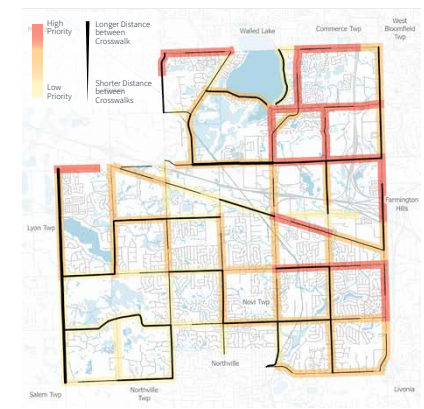 High
Priority
Longer Distance
between
Crosswalk
Low
Priority
Shorter Distance
between
Crosswalks
Walled Lake
Commerce Twp
West
Bloomfield
Twp
Farmington
Hills
Lyon Twp
Novi Twp
Northville
Salem Twp
Northville
Twp
Livonia